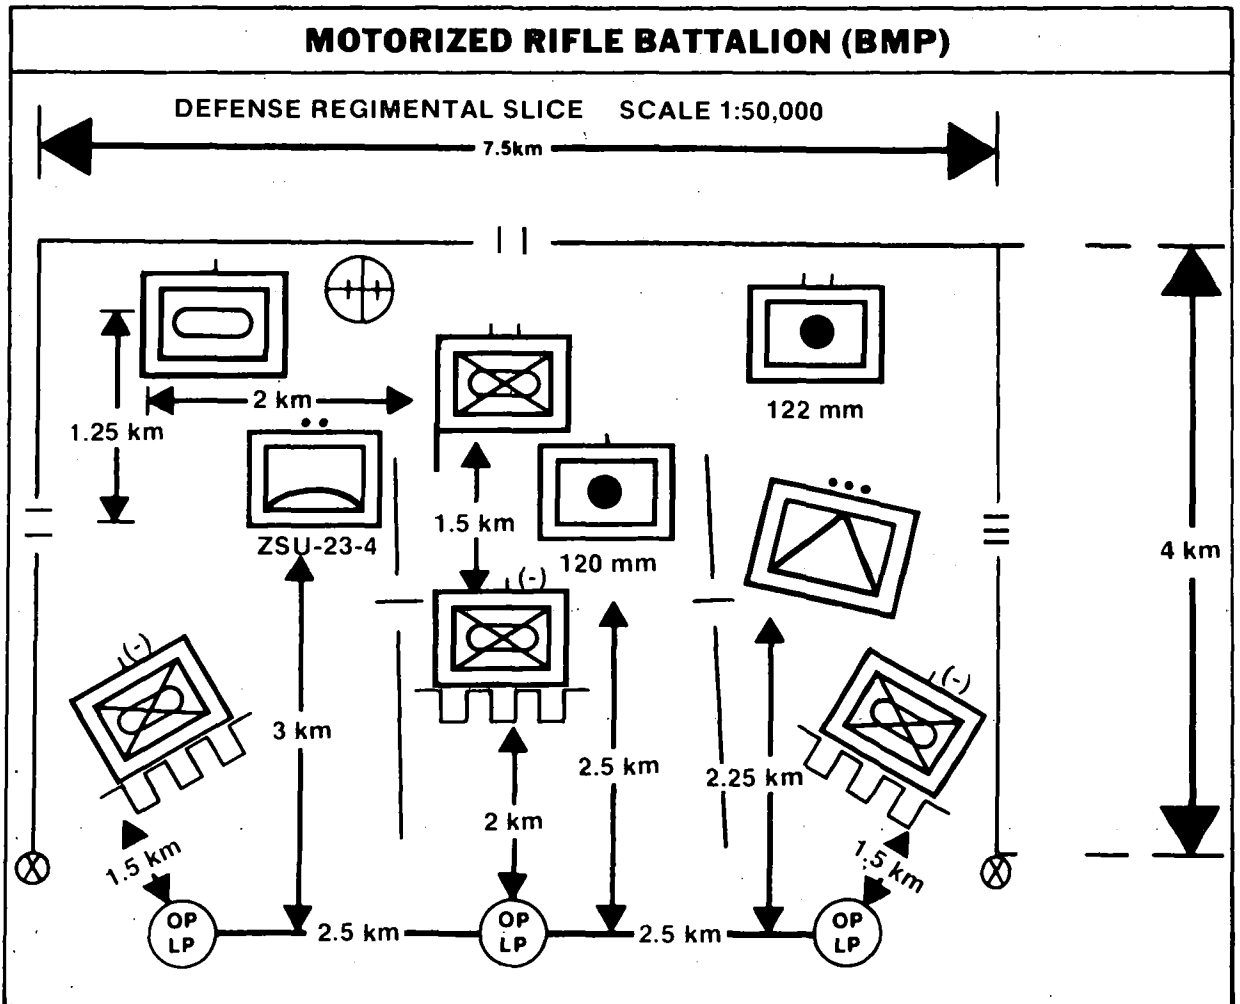 MOTORIZED RIFLE BATTALION (BMP)
DEFENSE REGIMENTAL SLICE SCALE 1:50,000
7.5km
2 km
122 mm
1.25 km
1.5 km
ZSU-23-4
120 mm
4 km
(-)
(-)
(-)
3 km
2.5 km
2.25 km
2 km
1.5 km
1.5 km
OP
LP
2.5 km
OP
LP
2.5 km
OP
LP